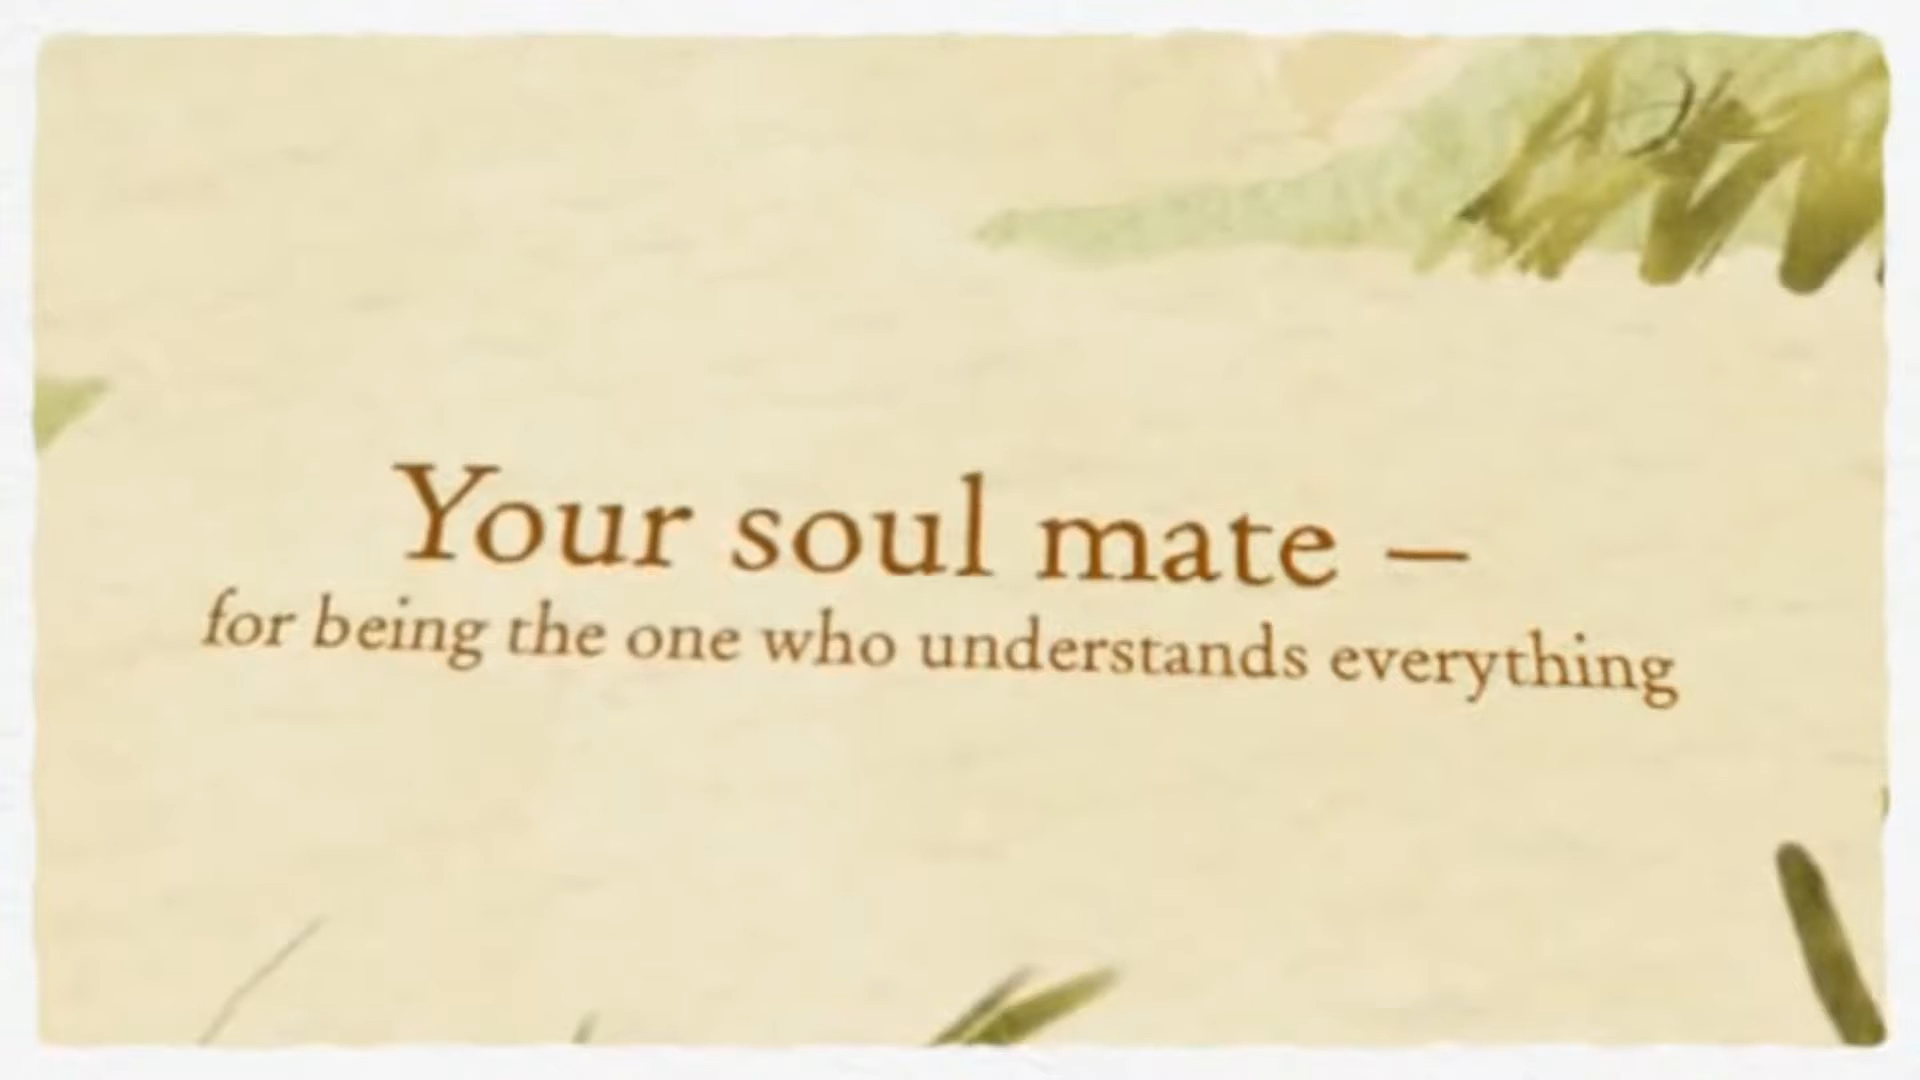 Your soul mate –
for being the one who understands everything